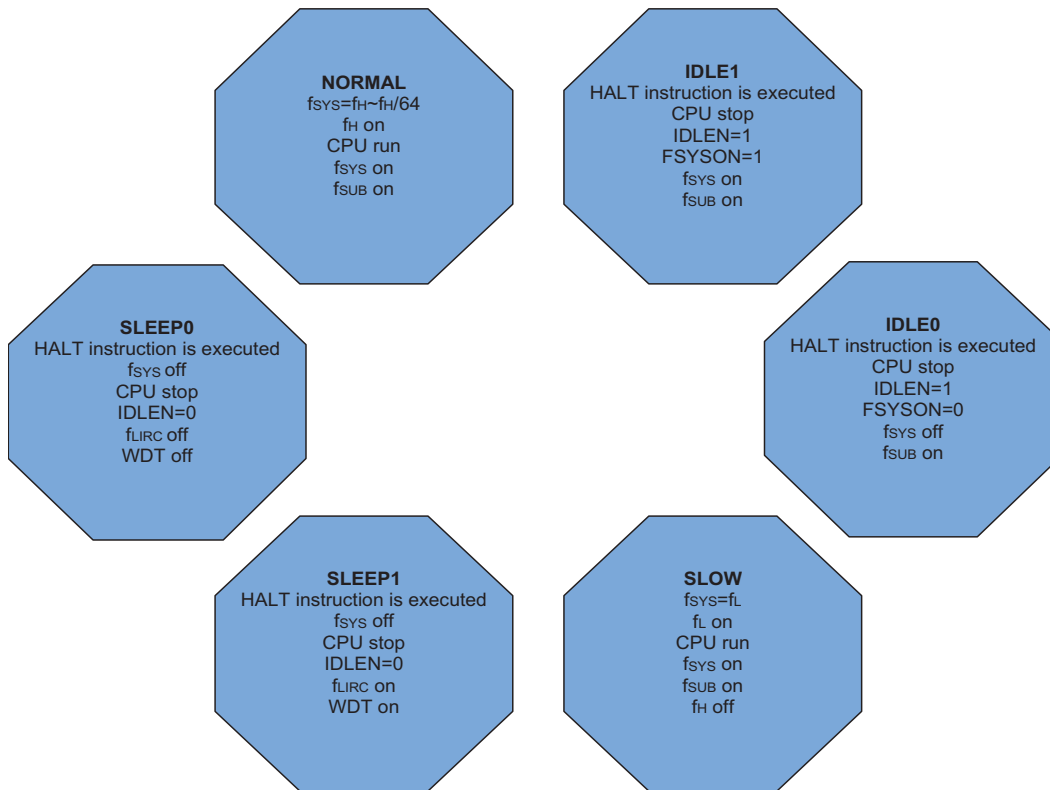 NORMAL
fSYS=fH~fH/64
fH on
CPU run
fSYS on
fSUB on
IDLE1
HALT instruction is executed
CPU stop
IDLEN=1
FSYSON=1
fSYS on
fSUB on
SLEEP0
HALT instruction is executed
fSYS off
CPU stop
IDLEN=0
fLIRC off
WDT off
IDLE0
HALT instruction is executed
CPU stop
IDLEN=1
FSYSON=0
fSYS off
fSUB on
SLEEP1
HALT instruction is executed
fSYS off
CPU stop
IDLEN=0
fLIRC on
WDT on
SLOW
fSYS=fL
fL on
CPU run
fSYS on
fSUB on
fH off